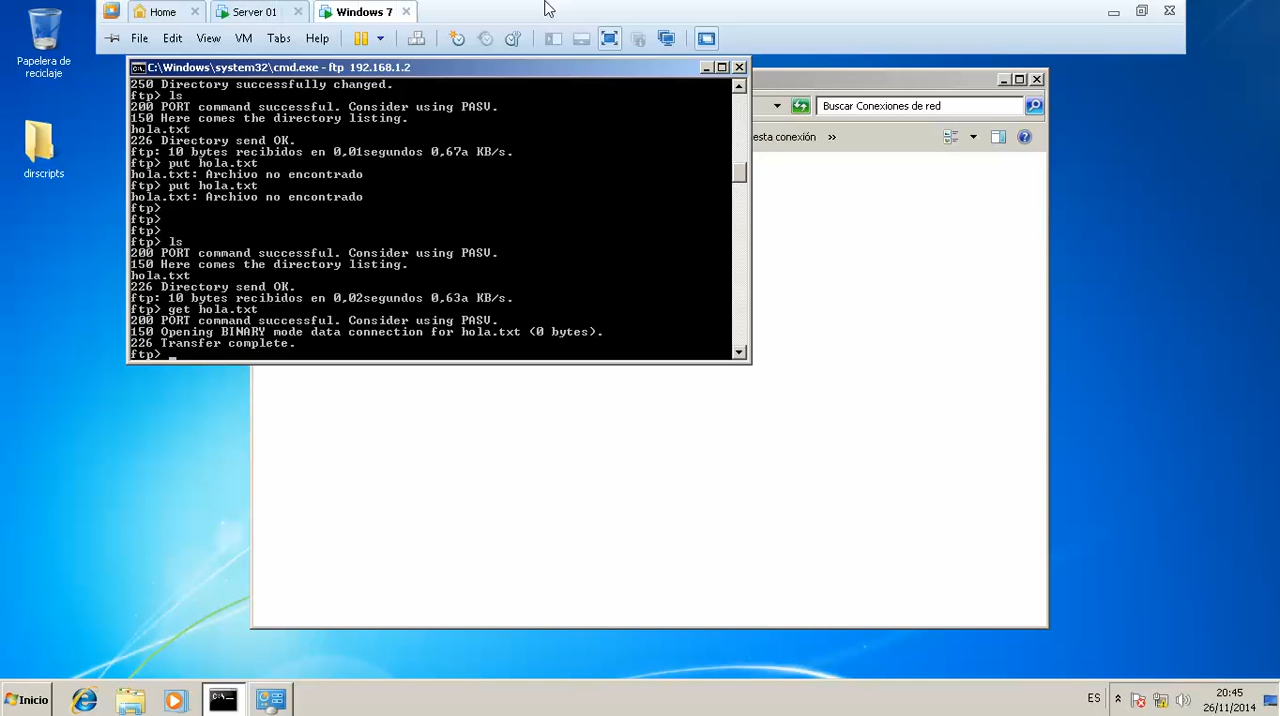 Home
Server 01
Windows 7
File Edit View VM Tabs Help
Papelera de
reciclaje
dirscripts
C:\Windows\system32\cmd.exe - ftp 192.168.1.2
250 Directory successfully changed.
ftp> ls
200 PORT command successful. Consider using PASV.
150 Here comes the directory listing.
hola.txt
226 Directory send OK.
ftp: 10 bytes recibidos en 0,01segundos 0,67a KB/s.
ftp> put hola.txt
hola.txt: Archivo no encontrado
ftp> put hola.txt
hola.txt: Archivo no encontrado
ftp>
ftp>
ftp>
ftp> ls
200 PORT command successful. Consider using PASV.
150 Here comes the directory listing.
hola.txt
226 Directory send OK.
ftp: 10 bytes recibidos en 0,02segundos 0,63a KB/s.
ftp> get hola.txt
200 PORT command successful. Consider using PASV.
150 Opening BINARY mode data connection for hola.txt (0 bytes).
226 Transfer complete.
ftp> _
Buscar Conexiones de red
esta conexión »
Inicio
ES
20:45
26/11/2014